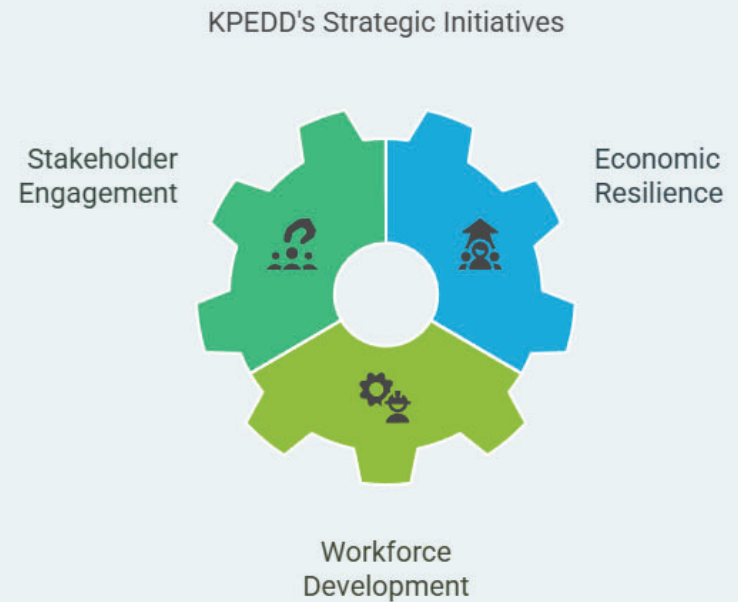 KPEDD's Strategic Initiatives
Stakeholder
Engagement
Economic
Resilience
Workforce
Development